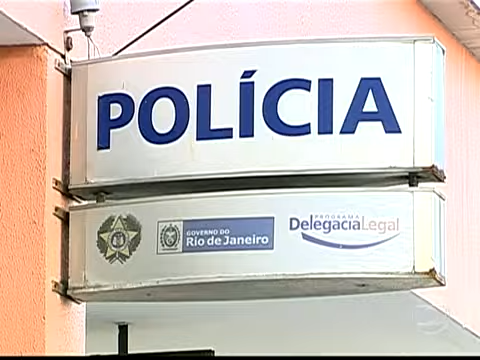 POLÍCIA
GOVERNO DO
Rio de Janeiro
PROGRAMA
DelegaciaLegal